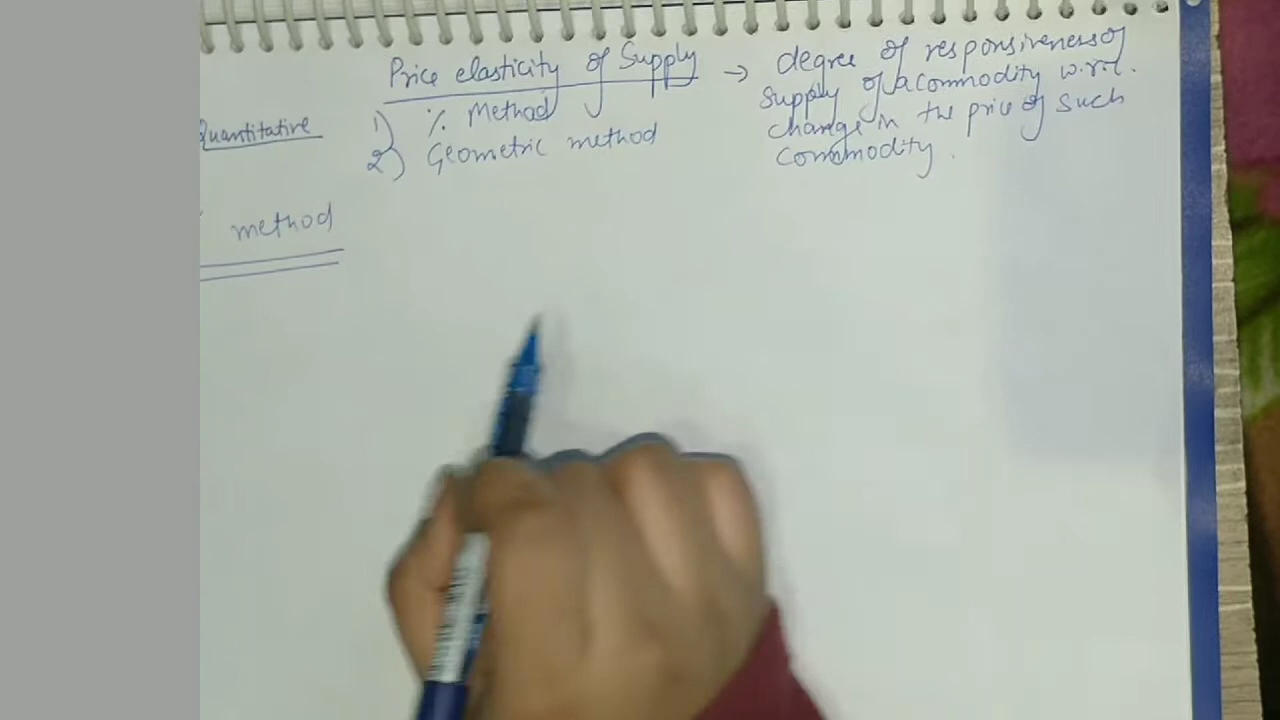 Price elasticity of Supply → degree of responsiveness of
supply of a commodity w.r.t.
change in the price of such
commodity.
1) % Method
2) Geometric method
Quantitative
method